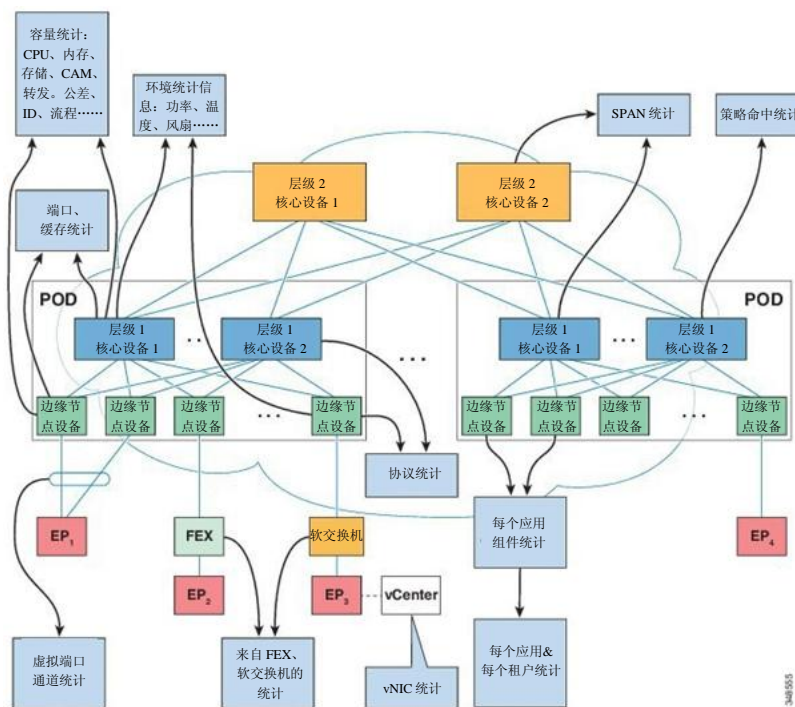 容量统计：
CPU、内存、
存储、CAM、
转发。公差、
ID、流程……
环境统计信
息：功率、温
度、风扇……
SPAN 统计
策略命中统计
层级 2
核心设备 1
层级 2
核心设备 2
端口、
缓存统计
POD
POD
层级 1
核心设备 1
层级 1
核心设备 2
层级 1
核心设备 1
层级 1
核心设备 2
边缘节
点设备
边缘节
点设备
边缘节
点设备
边缘节
点设备
边缘节
点设备
边缘节
点设备
边缘节
点设备
边缘节
点设备
边缘节
点设备
协议统计
EP1
FEX
软交换机
每个应用
组件统计
EP4
EP2
EP3
vCenter
虚拟端口
通道统计
来自 FEX、
软交换机的
统计
vNIC 统计
每个应用&
每个租户统计
348555